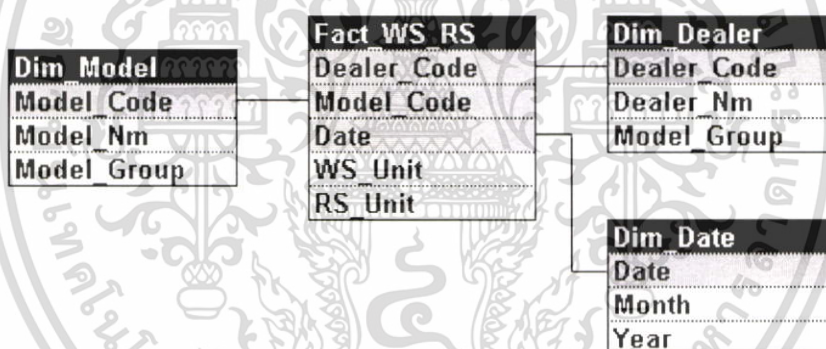 Dim_Model
Model_Code
Model_Nm
Model_Group
Fact_WS_RS
Dealer_Code
Model_Code
Date
WS_Unit
RS_Unit
Dim_Dealer
Dealer_Code
Dealer_Nm
Model_Group
Dim_Date
Date
Month
Year